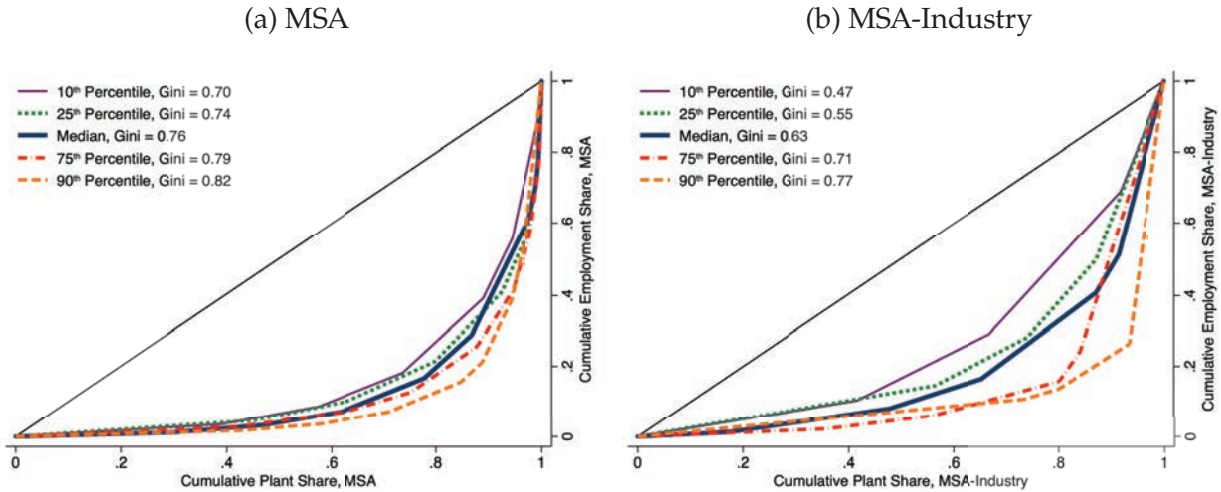 (a) MSA
10th Percentile, Gini = 0.70
25th Percentile, Gini = 0.74
Median, Gini = 0.76
75th Percentile, Gini = 0.79
90th Percentile, Gini = 0.82
0 .2 .4 .6 .8 1
Cumulative Employment Share, MSA
0 .2 .4 .6 .8 1
Cumulative Plant Share, MSA
(b) MSA-Industry
10th Percentile, Gini = 0.47
25th Percentile, Gini = 0.55
Median, Gini = 0.63
75th Percentile, Gini = 0.71
90th Percentile, Gini = 0.77
0 .2 .4 .6 .8 1
Cumulative Employment Share, MSA-Industry
0 .2 .4 .6 .8 1
Cumulative Plant Share, MSA-Industry